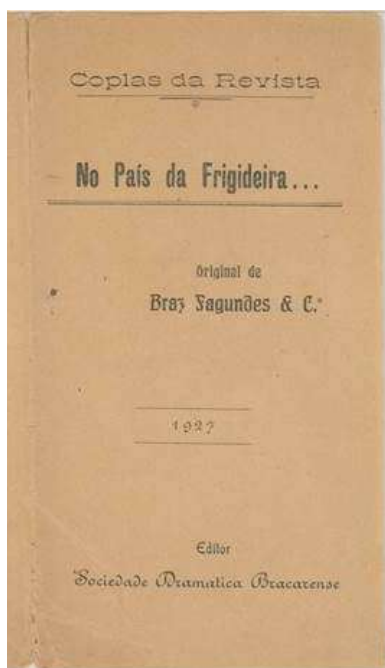 Coplas da Revista
No País da Frigideira...
Original de
Braz Fagundes & C.ª
1927
Editor
Sociedade Dramatica Bracarense